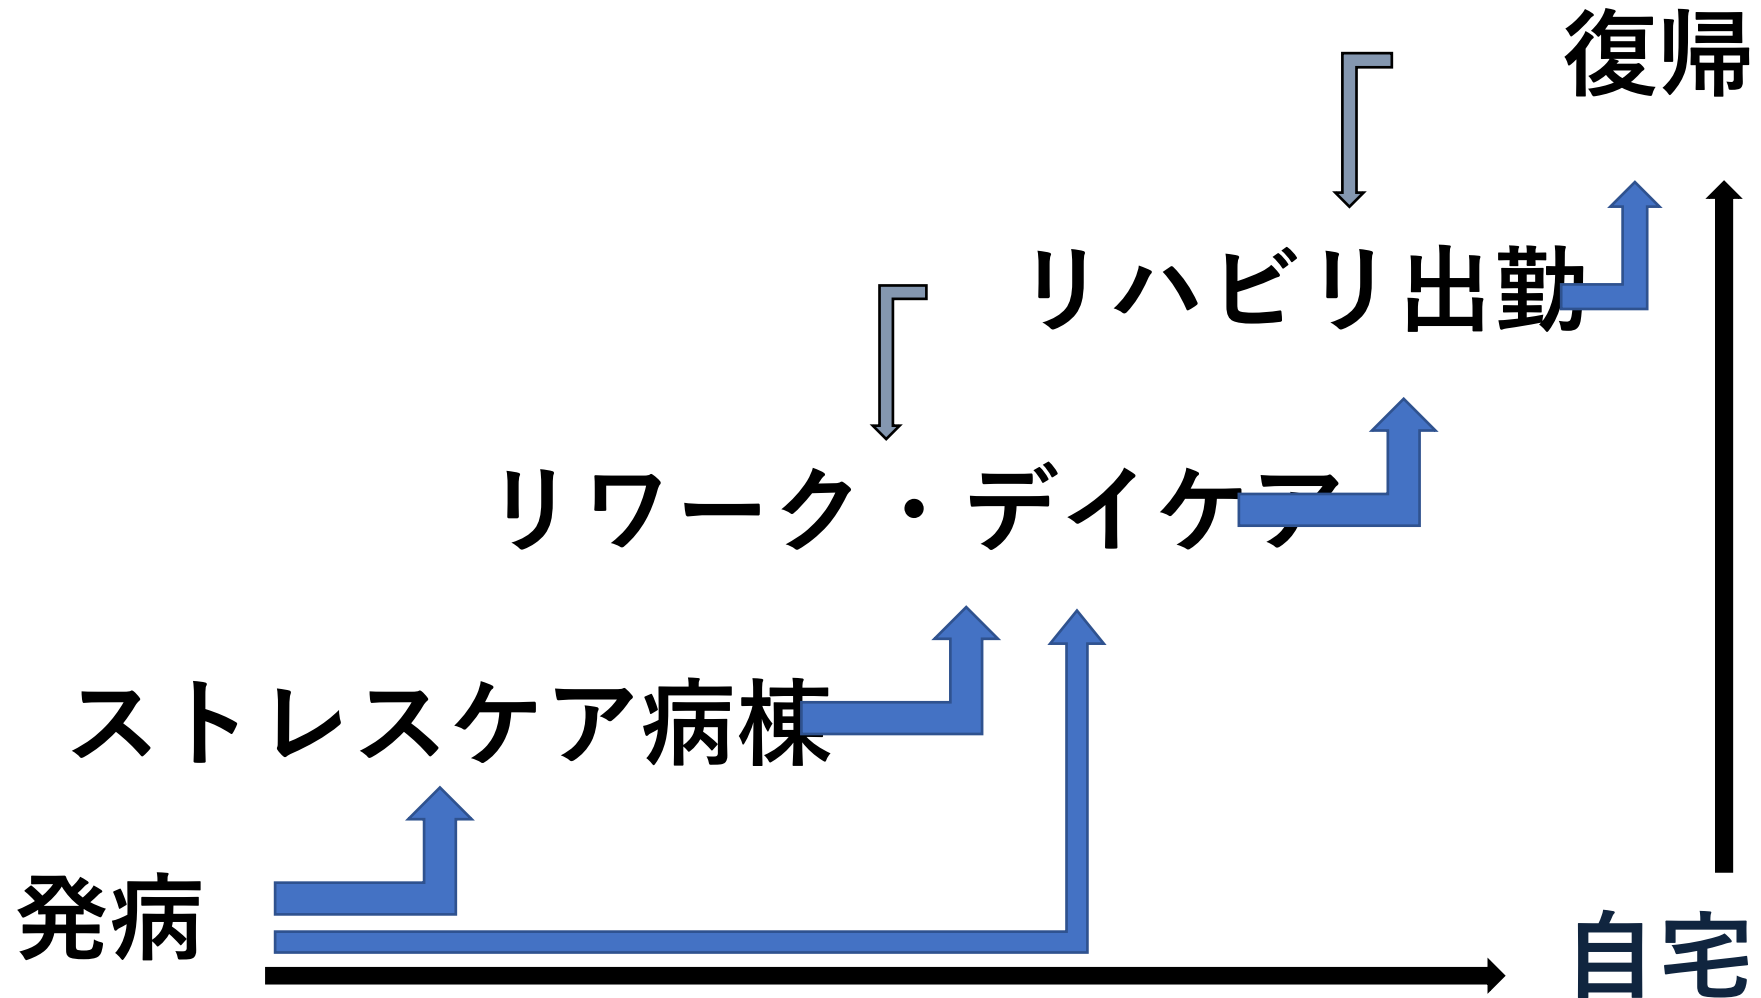 復帰
リハビリ出勤
リワーク・デイケア
ストレスケア病棟
発病
自宅